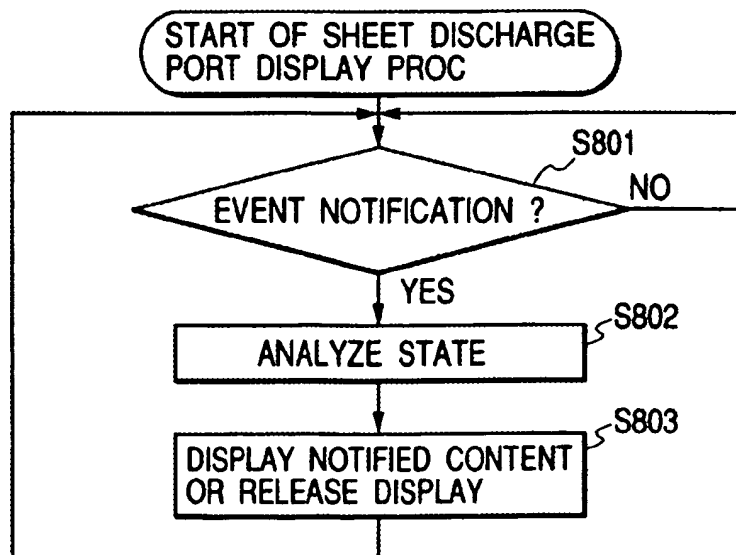 START OF SHEET DISCHARGE
PORT DISPLAY PROC
S801
EVENT NOTIFICATION ?
NO
YES
S802
ANALYZE STATE
S803
DISPLAY NOTIFIED CONTENT
OR RELEASE DISPLAY